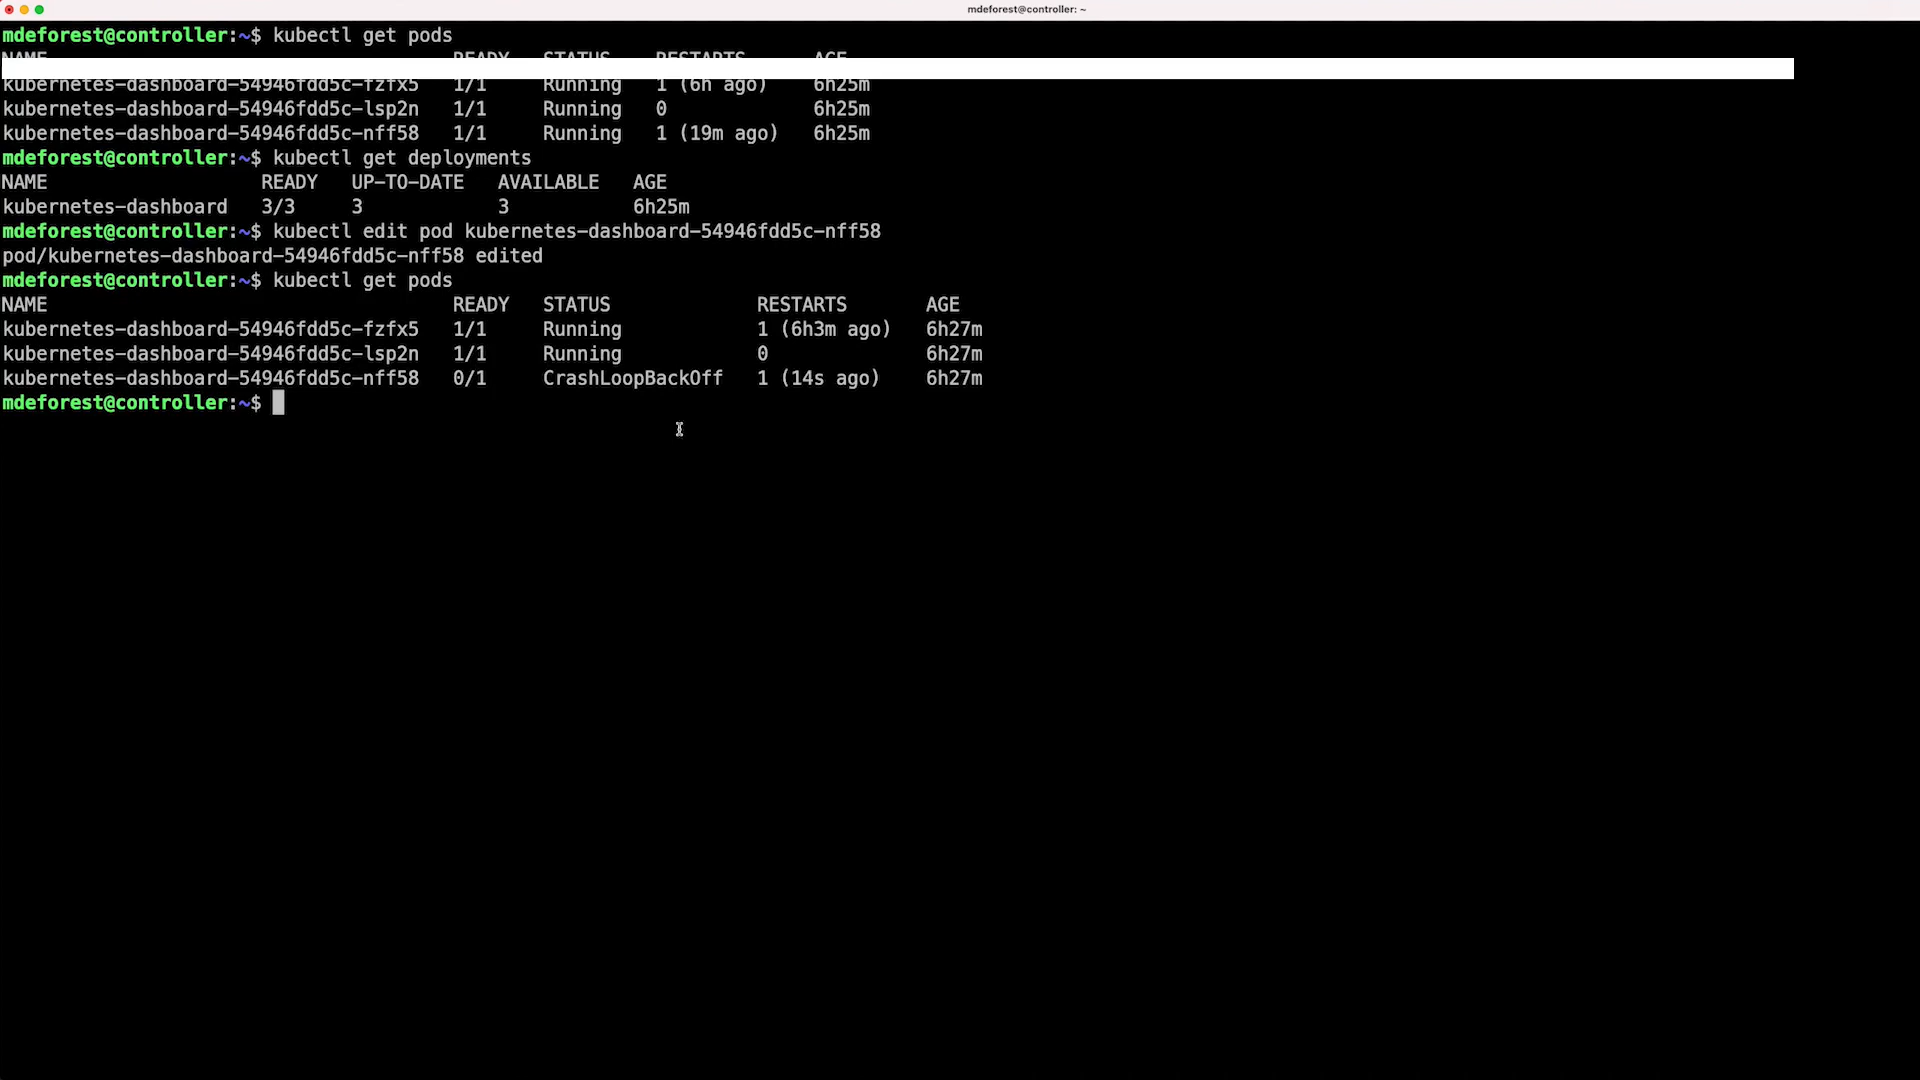 mdeforest@controller: ~
mdeforest@controller:~$ kubectl get pods
NAME READY STATUS RESTARTS AGE
kubernetes-dashboard-54946fdd5c-fzfx5 1/1 Running 1 (6h ago) 6h25m
kubernetes-dashboard-54946fdd5c-lsp2n 1/1 Running 0 6h25m
kubernetes-dashboard-54946fdd5c-nff58 1/1 Running 1 (19m ago) 6h25m
mdeforest@controller:~$ kubectl get deployments
NAME READY UP-TO-DATE AVAILABLE AGE
kubernetes-dashboard 3/3 3 3 6h25m
mdeforest@controller:~$ kubectl edit pod kubernetes-dashboard-54946fdd5c-nff58
pod/kubernetes-dashboard-54946fdd5c-nff58 edited
mdeforest@controller:~$ kubectl get pods
NAME READY STATUS RESTARTS AGE
kubernetes-dashboard-54946fdd5c-fzfx5 1/1 Running 1 (6h3m ago) 6h27m
kubernetes-dashboard-54946fdd5c-lsp2n 1/1 Running 0 6h27m
kubernetes-dashboard-54946fdd5c-nff58 0/1 CrashLoopBackOff 1 (14s ago) 6h27m
mdeforest@controller:~$